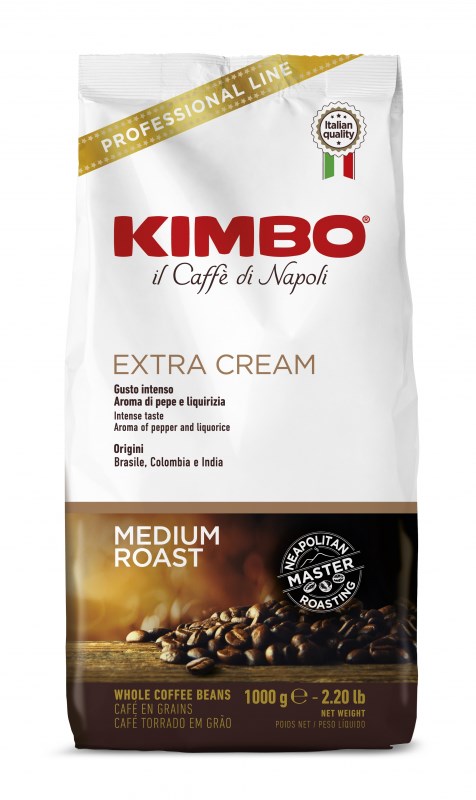 PROFESSIONAL LINE
Italian
quality
KIMBO®
il Caffè di Napoli
EXTRA CREAM
Gusto intenso
Aroma di pepe e liquirizia
Intense taste
Aroma of pepper and liquorice
Origini
Brasile, Colombia e India
MEDIUM
ROAST
NEAPOLITAN
MASTER
ROASTING
WHOLE COFFEE BEANS
CAFÉ EN GRAINS
CAFÉ TORRADO EM GRÃO
1000 g ℮ - 2.20 lb
NET WEIGHT
POIDS NET | PESO LÍQUIDO